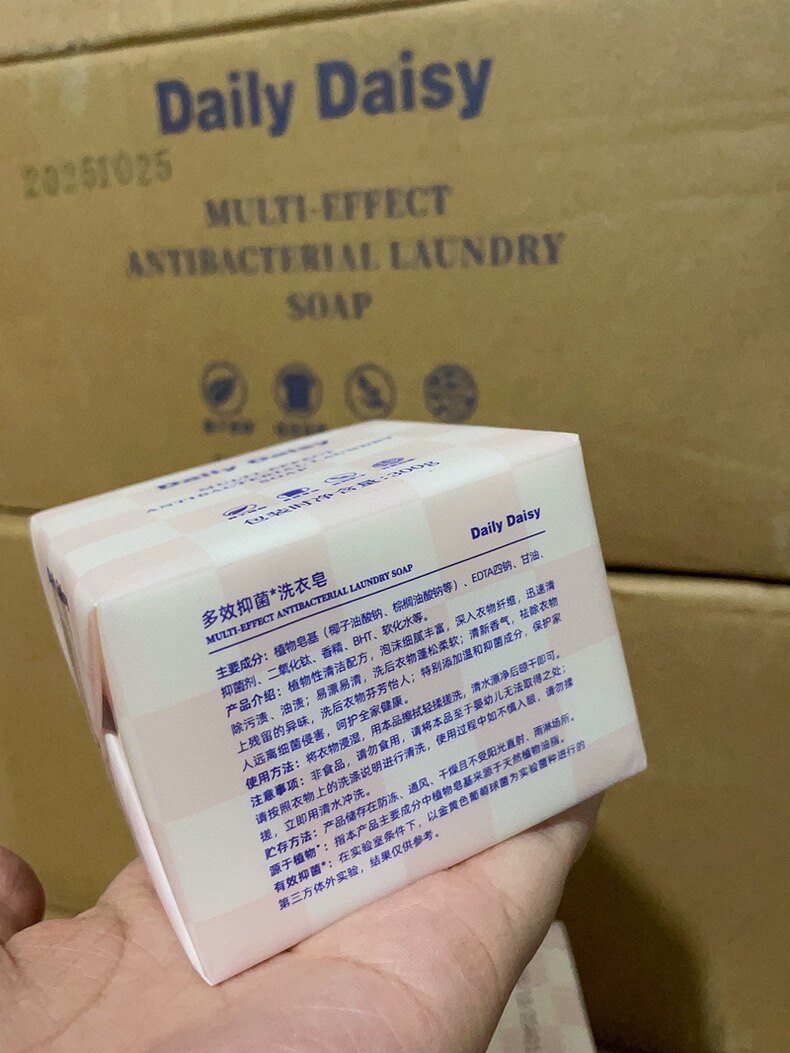 Daily Daisy
MULTI-EFFECT
ANTIBACTERIAL LAUNDRY
SOAP
Daily Daisy
MULTI-EFFECT
ANTIBACTERIAL LAUNDRY
SOAP
包装时净含量:300g
Daily Daisy
多效抑菌*洗衣皂
MULTI-EFFECT ANTIBACTERIAL LAUNDRY SOAP
主要成分：植物皂基（椰子油酸钠、棕榈油酸钠等）、EDTA四钠、甘油、
抑菌剂、二氧化钛、香精、BHT、软化水等。
产品介绍：植物性清洁配方，泡沫细腻丰富，深入衣物纤维，迅速清
除污渍、油渍；易漂易清，洗后衣物蓬松柔软；清新香气，祛除衣物
上残留的异味，洗后衣物芬芳怡人；特别添加温和抑菌成分，保护家
人远离细菌侵害，呵护全家健康。
使用方法：将衣物浸湿，用本品擦拭轻揉搓洗，清水漂净后晾干即可。
注意事项：非食品，请勿食用，请将本品至于婴幼儿无法取得之处；
请按照衣物上的洗涤说明进行清洗，使用过程中如不慎入眼，请勿揉
搓，立即用清水冲洗。
贮存方法：产品储存在防冻、通风、干燥且不受阳光直射、雨淋场所。
源于植物*：指本产品主要成分中植物皂基来源于天然植物油脂。
有效抑菌*：在实验室条件下，以金黄色葡萄球菌为实验菌种进行的
第三方体外实验，结果仅供参考。